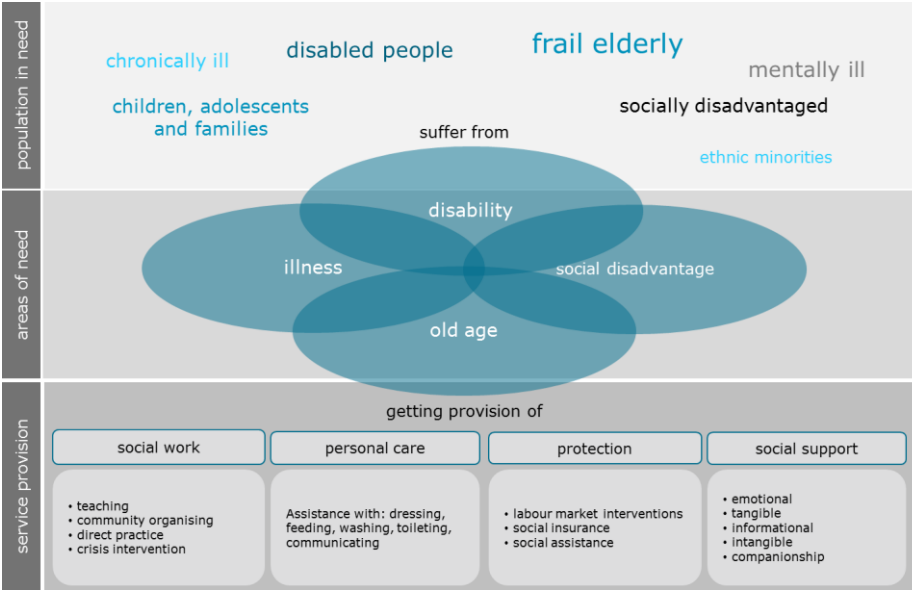 population in need
chronically ill
disabled people
frail elderly
mentally ill
children, adolescents
and families
socially disadvantaged
suffer from
ethnic minorities
areas of need
disability
illness
social disadvantage
old age
service provision
getting provision of
social work
personal care
protection
social support
• teaching
• community organising
• direct practice
• crisis intervention
Assistance with: dressing,
feeding, washing, toileting,
communicating
• labour market interventions
• social insurance
• social assistance
• emotional
• tangible
• informational
• intangible
• companionship